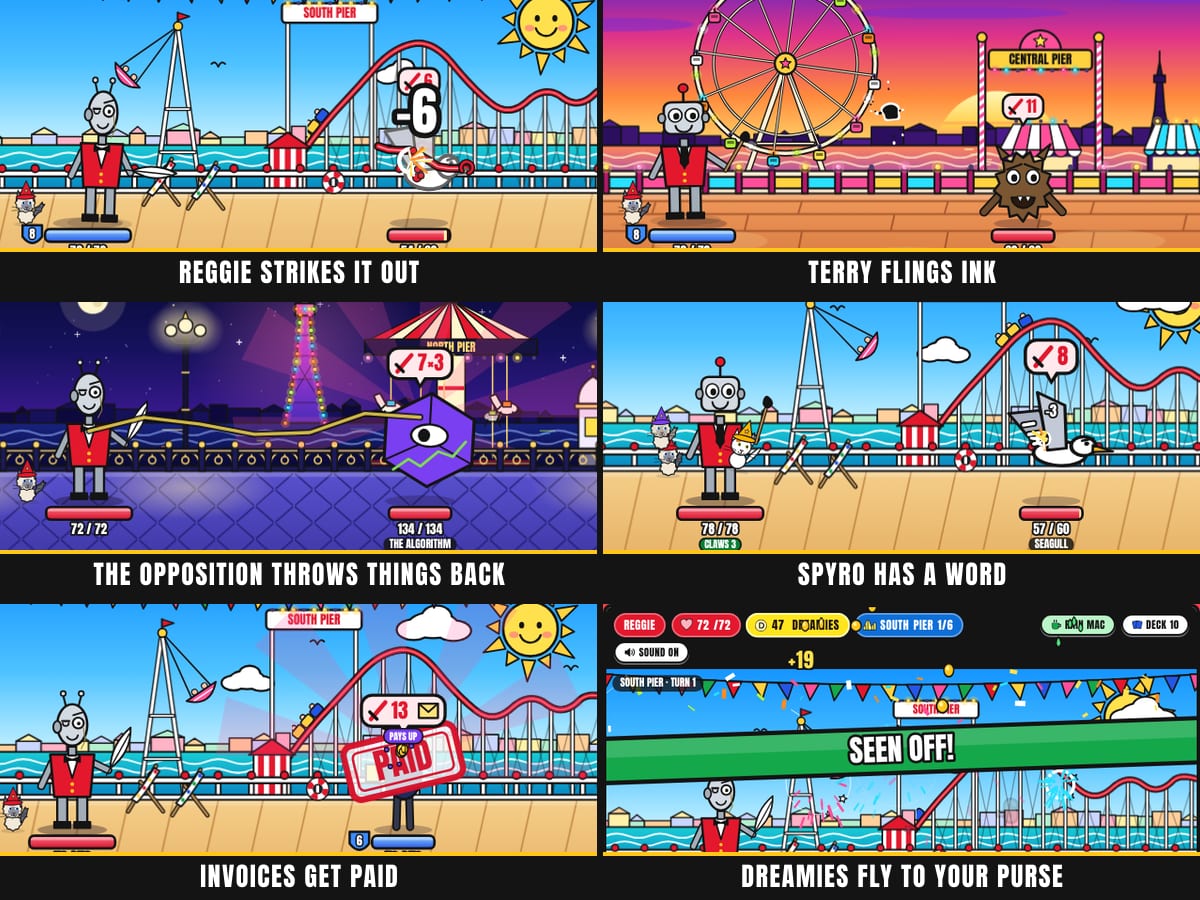 SOUTH PIER
6
-6
8
REGGIE STRIKES IT OUT
CENTRAL PIER
11
8
TERRY FLINGS INK
NORTH PIER
7×3
72 / 72
134 / 134
THE ALGORITHM
THE OPPOSITION THROWS THINGS BACK
8
-3
78 / 78
CLAWS 3
57 / 60
SEAGULL
SPYRO HAS A WORD
SOUTH PIER
13
PAYS UP
PAID
6
INVOICES GET PAID
REGGIE
72 /72
D 47 DREAMIES
SOUTH PIER 1/6
MAC
DECK 10
SOUND ON
+19
SOUTH PIER · TURN 1
SOUTH PIER
SEEN OFF!
DREAMIES FLY TO YOUR PURSE